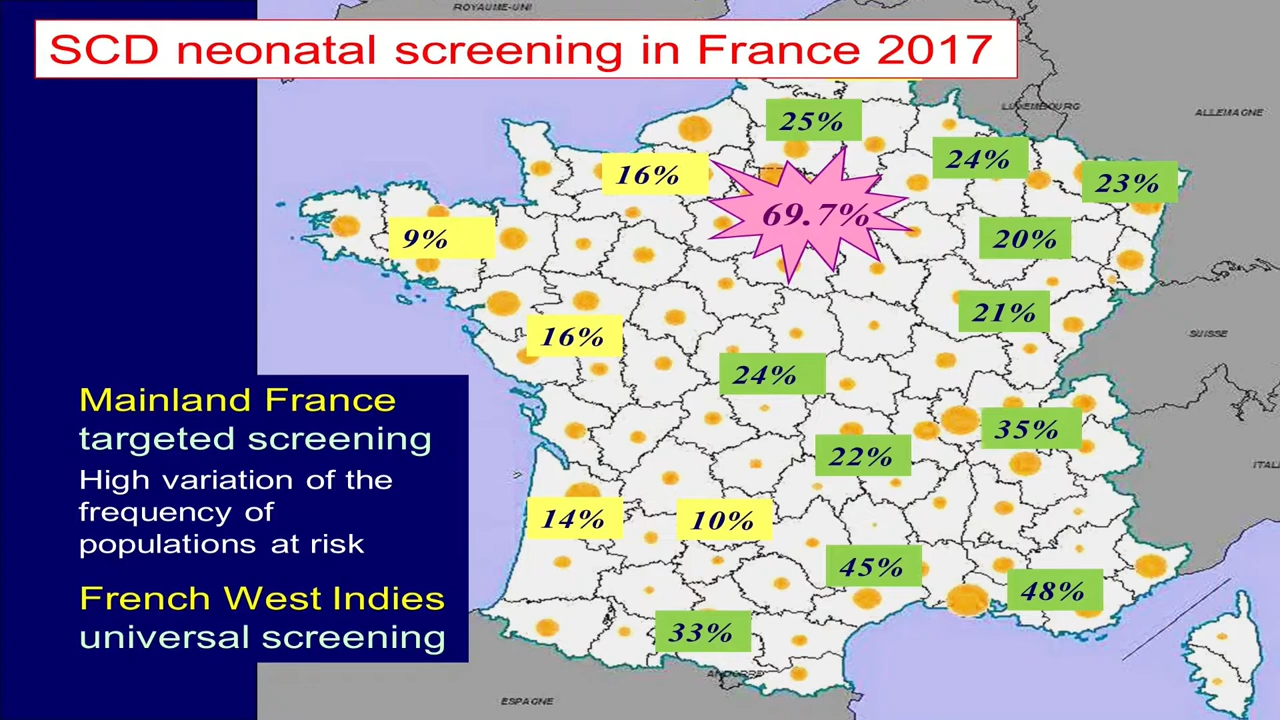 ROYAUME-UNI
SCD neonatal screening in France 2017
LUXEMBOURG
ALLEMAGNE
25%
24%
16%
23%
69.7%
9%
20%
21%
SUISSE
16%
24%
Mainland France
targeted screening
35%
22%
High variation of the
frequency of
populations at risk
14%
10%
45%
48%
French West Indies
universal screening
33%
ESPAGNE